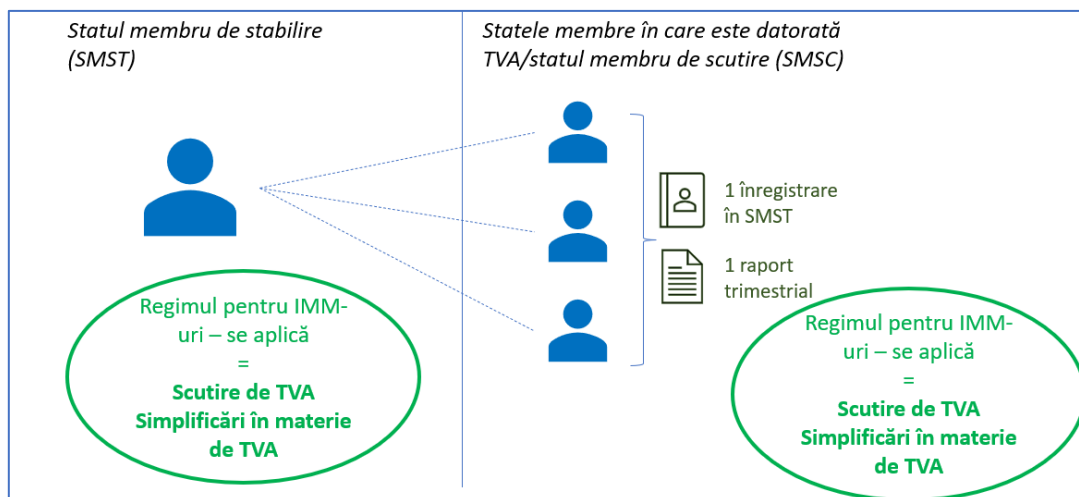 Statul membru de stabilire
(SMST)
Statele membre în care este datorată
TVA/statul membru de scutire (SMSC)
1 înregistrare
în SMST
1 raport
trimestrial
Regimul pentru IMM-
uri – se aplică
=
Scutire de TVA
Simplificări în materie
de TVA
Regimul pentru IMM-
uri – se aplică
=
Scutire de TVA
Simplificări în materie
de TVA